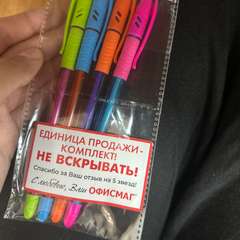 ЕДИНИЦА ПРОДАЖИ-
КОМПЛЕКТ!
НЕ ВСКРЫВАТЬ!
Спасибо за Ваш отзыв на 5 звезд!
С любовью, Ваш ОФИСМАГ